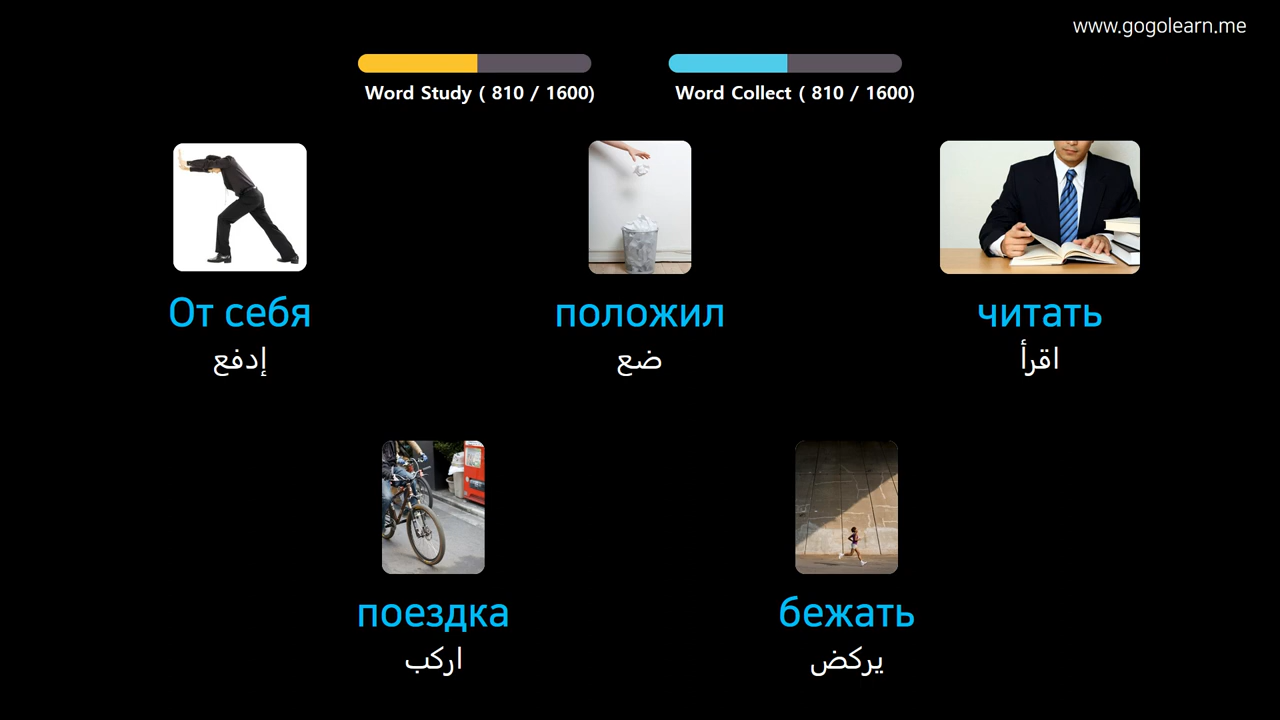 www.gogolearn.me
Word Study ( 810 / 1600)
Word Collect ( 810 / 1600)
От себя
إدفع
положил
ضع
читать
اقرأ
поездка
اركب
бежать
يركض